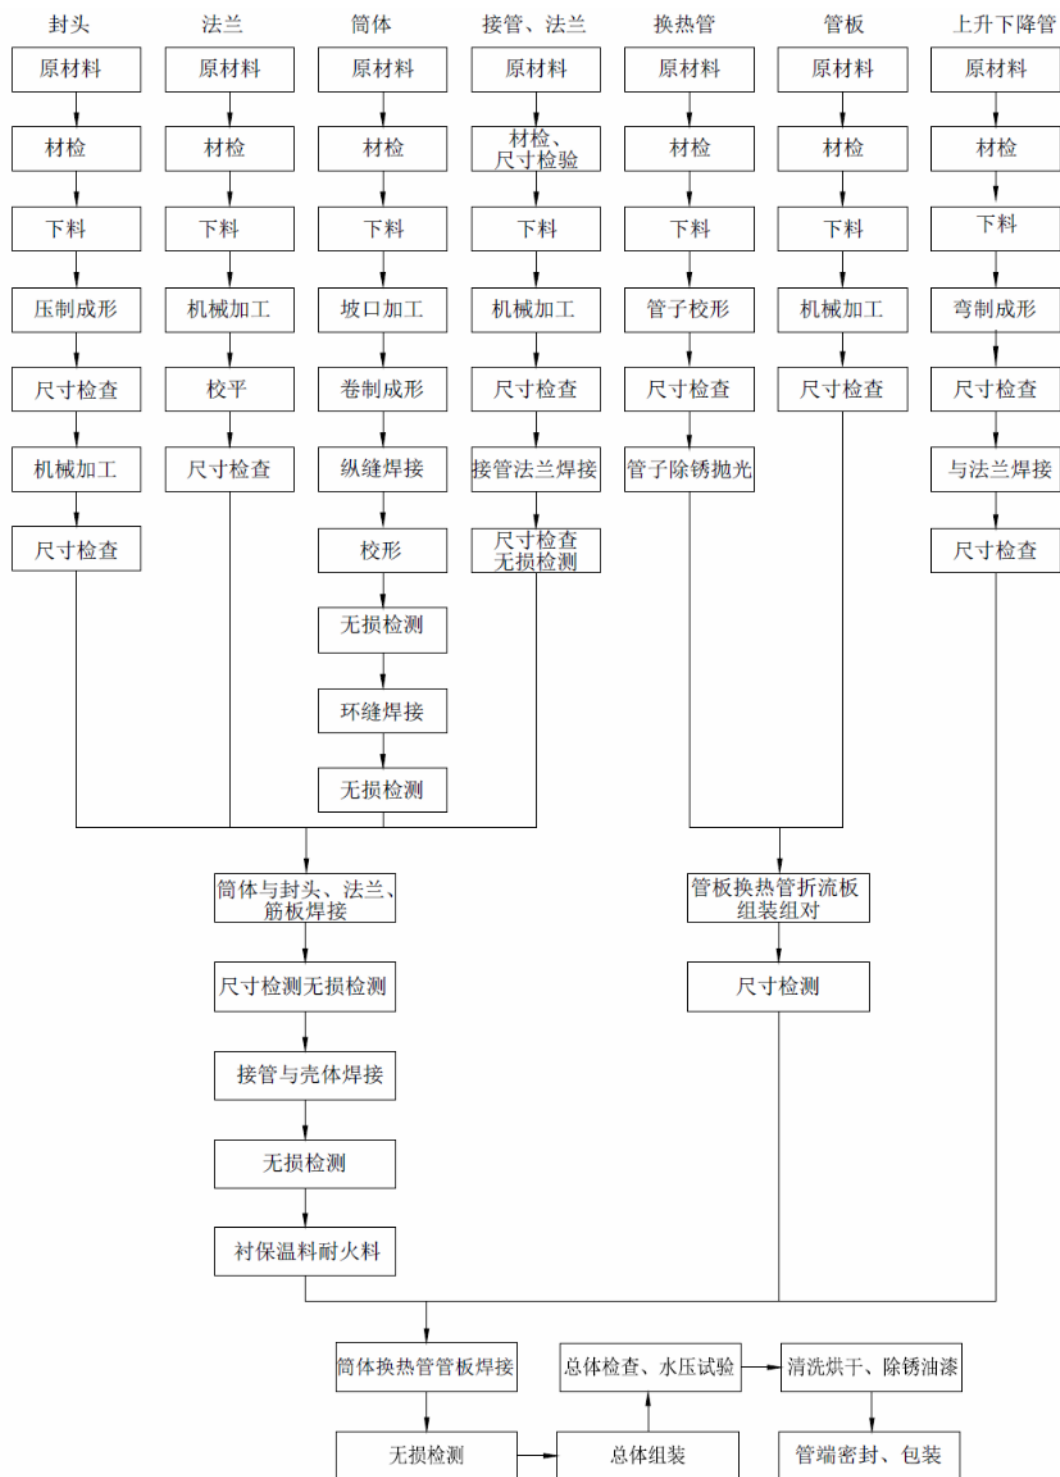 封头 法兰 筒体 接管、法兰 换热管 管板 上升下降管
原材料 原材料 原材料 原材料 原材料 原材料 原材料
材检 材检 材检 材检、 材检 材检 材检
尺寸检验
下料 下料 下料 下料 下料 下料 下料
压制成形 机械加工 坡口加工 机械加工 管子校形 机械加工 弯制成形
尺寸检查 校平 卷制成形 尺寸检查 尺寸检查 尺寸检查 尺寸检查
机械加工 尺寸检查 纵缝焊接 接管法兰焊接 管子除锈抛光 与法兰焊接
尺寸检查 校形 尺寸检查 尺寸检查
无损检测
无损检测
环缝焊接
无损检测
筒体与封头、法兰、 管板换热管折流板
筋板焊接 组装组对
尺寸检测无损检测 尺寸检测
接管与壳体焊接
无损检测
衬保温料耐火料
筒体换热管管板焊接 总体检查、水压试验 清洗烘干、除锈油漆
无损检测 总体组装 管端密封、包装